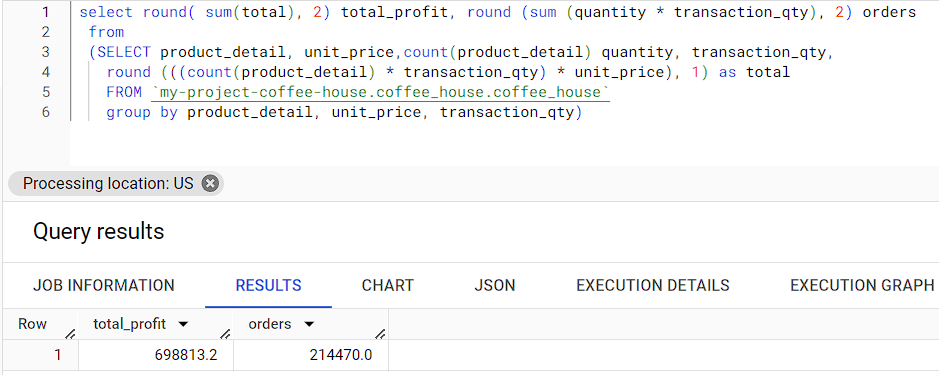 1 select round( sum(total), 2) total_profit, round (sum (quantity * transaction_qty), 2) orders
2 from
3 (SELECT product_detail, unit_price,count(product_detail) quantity, transaction_qty,
4 round (((count(product_detail) * transaction_qty) * unit_price), 1) as total
5 FROM `my-project-coffee-house.coffee_house.coffee_house`
6 group by product_detail, unit_price, transaction_qty)
Processing location: US
Query results
JOB INFORMATION RESULTS CHART JSON EXECUTION DETAILS EXECUTION GRAPH
Row total_profit orders
1 698813.2 214470.0